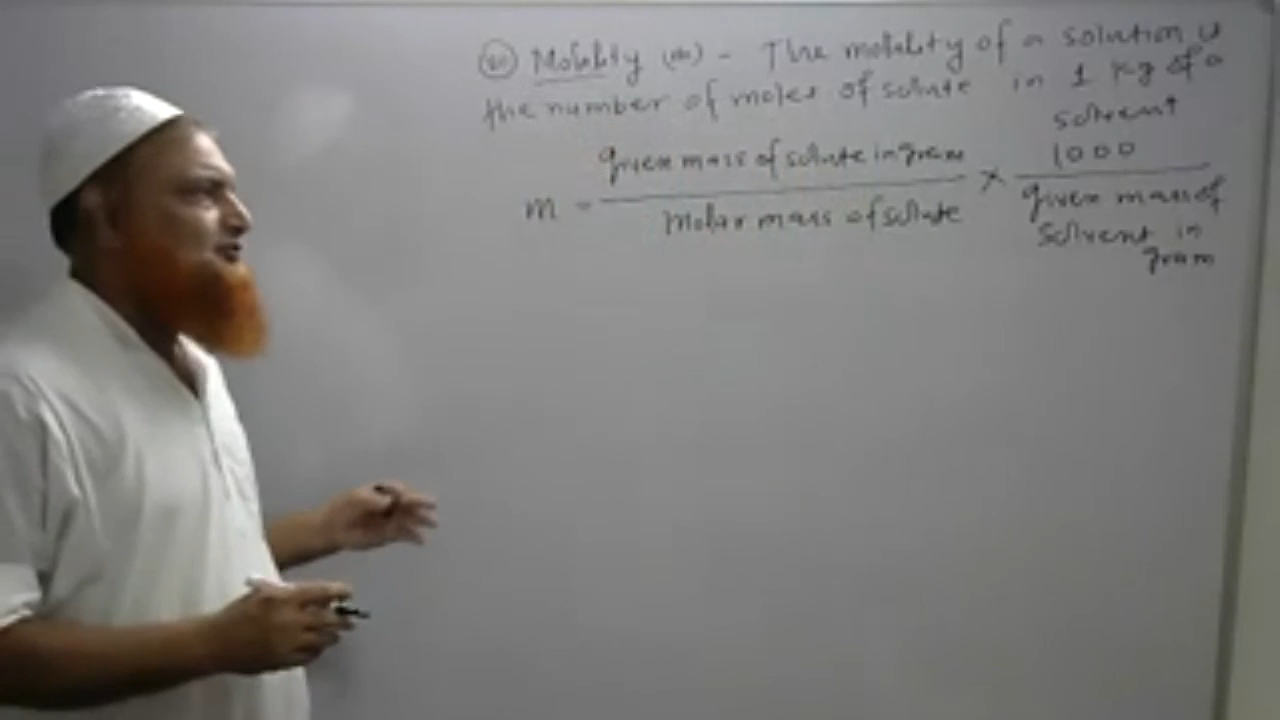 (vi) Molality (m) - The molality of a solution is
the number of moles of solute in 1 Kg of a
solvent
m = given mass of solute in gram / Molar mass of solute × 1000 / given mass of solvent in gram